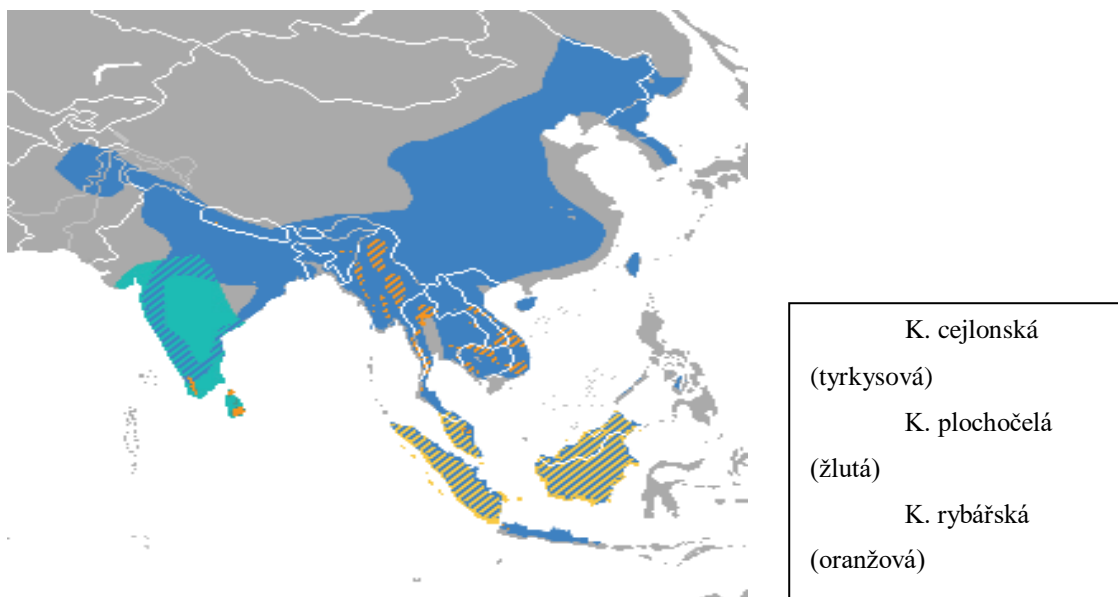 K. cejlonská
(tyrkysová)
K. plochočelá
(žlutá)
K. rybářská
(oranžová)